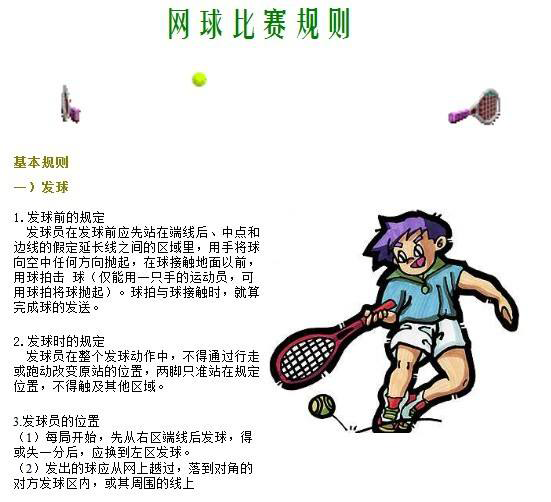 网球比赛规则
基本规则
一）发球
1.发球前的规定
发球员在发球前应先站在端线后、中点和
边线的假定延长线之间的区域里，用手将球
向空中任何方向抛起，在球接触地面以前，
用球拍击 球（仅能用一只手的运动员，可
用球拍将球抛起）。球拍与球接触时，就算
完成球的发送。
2.发球时的规定
发球员在整个发球动作中，不得通过行走
或跑动改变原站的位置，两脚只准站在规定
位置，不得触及其他区域。
3.发球员的位置
（1）每局开始，先从右区端线后发球，得
或失一分后，应换到左区发球。
（2）发出的球应从网上越过，落到对角的
对方发球区内，或其周围的线上